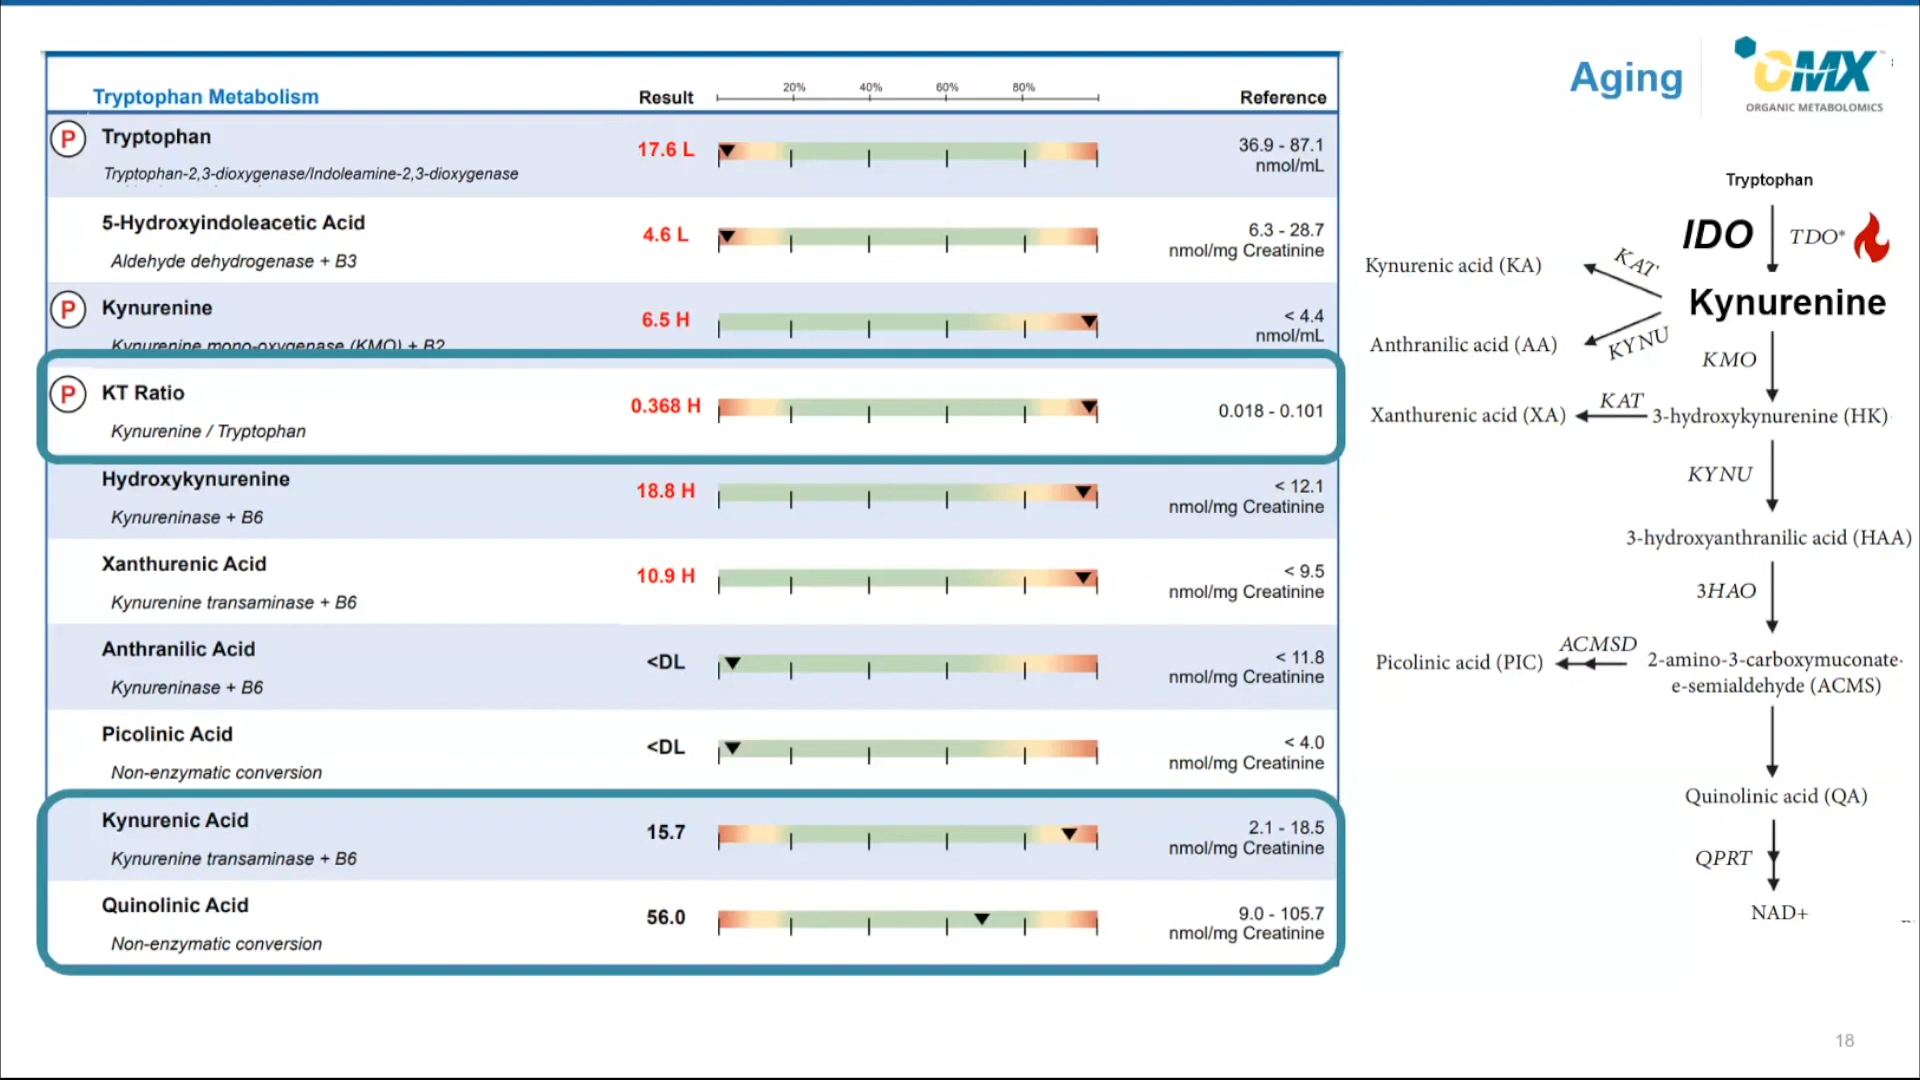 Aging
OMX
ORGANIC METABOLOMICS
Tryptophan Metabolism Result 20% 40% 60% 80% Reference
P Tryptophan 17.6 L 36.9 - 87.1
nmol/mL
Tryptophan-2,3-dioxygenase/Indoleamine-2,3-dioxygenase
5-Hydroxyindoleacetic Acid 4.6 L 6.3 - 28.7
nmol/mg Creatinine
Aldehyde dehydrogenase + B3
P Kynurenine 6.5 H < 4.4
nmol/mL
Kynurenine mono-oxygenase (KMO) + B2
P KT Ratio 0.368 H 0.018 - 0.101
Kynurenine / Tryptophan
Hydroxykynurenine 18.8 H < 12.1
nmol/mg Creatinine
Kynureninase + B6
Xanthurenic Acid 10.9 H < 9.5
nmol/mg Creatinine
Kynurenine transaminase + B6
Anthranilic Acid <DL < 11.8
nmol/mg Creatinine
Kynureninase + B6
Picolinic Acid <DL < 4.0
nmol/mg Creatinine
Non-enzymatic conversion
Kynurenic Acid 15.7 2.1 - 18.5
nmol/mg Creatinine
Kynurenine transaminase + B6
Quinolinic Acid 56.0 9.0 - 105.7
nmol/mg Creatinine
Non-enzymatic conversion
Tryptophan
IDO TDO*
Kynurenic acid (KA) KAT
Kynurenine
Anthranilic acid (AA) KYNU
KMO
Xanthurenic acid (XA) KAT 3-hydroxykynurenine (HK)
KYNU
3-hydroxyanthranilic acid (HAA)
3HAO
Picolinic acid (PIC) ACMSD 2-amino-3-carboxymuconate-
e-semialdehyde (ACMS)
Quinolinic acid (QA)
QPRT
NAD+
18